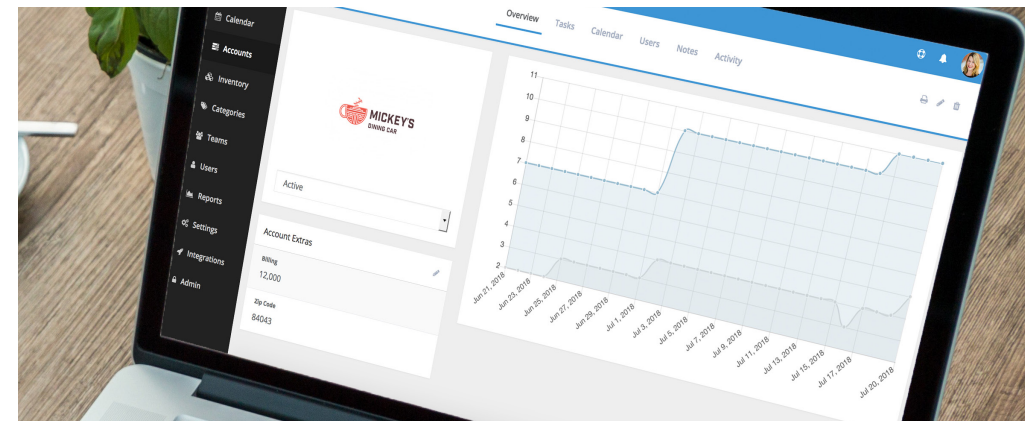 Calendar
Accounts
Inventory
Categories
Teams
Users
Reports
Settings
Integrations
Admin
MICKEYS
DINING CAR
Active
Account Extras
Billing
12,000
Zip Code
84043
Overview Tasks Calendar Users Notes Activity
11
10
9
8
7
6
5
4
3
2
Jun 21, 2018
Jun 23, 2018
Jun 25, 2018
Jun 27, 2018
Jun 29, 2018
Jul 1, 2018
Jul 3, 2018
Jul 5, 2018
Jul 7, 2018
Jul 9, 2018
Jul 11, 2018
Jul 13, 2018
Jul 15, 2018
Jul 17, 2018
Jul 20, 2018